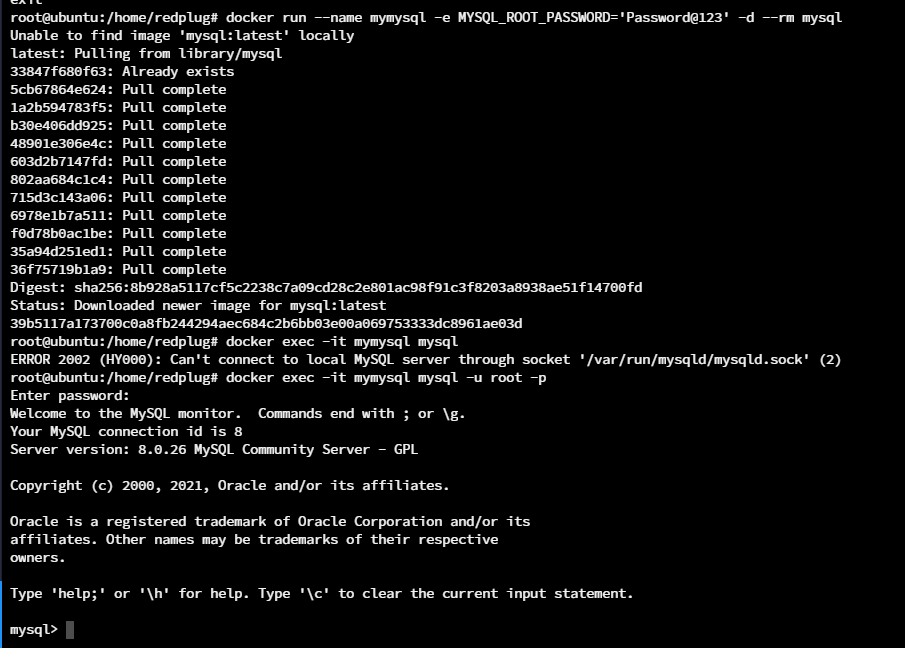 exit
root@ubuntu:/home/redplug# docker run --name mymysql -e MYSQL_ROOT_PASSWORD='Password@123' -d --rm mysql
Unable to find image 'mysql:latest' locally
latest: Pulling from library/mysql
33847f680f63: Already exists
5cb67864e624: Pull complete
1a2b594783f5: Pull complete
b30e406dd925: Pull complete
48901e306e4c: Pull complete
603d2b7147fd: Pull complete
802aa684c1c4: Pull complete
715d3c143a06: Pull complete
6978e1b7a511: Pull complete
f0d78b0ac1be: Pull complete
35a94d251ed1: Pull complete
36f75719b1a9: Pull complete
Digest: sha256:8b928a5117cf5c2238c7a09cd28c2e801ac98f91c3f8203a8938ae51f14700fd
Status: Downloaded newer image for mysql:latest
39b5117a173700c0a8fb244294aec684c2b6bb03e00a069753333dc8961ae03d
root@ubuntu:/home/redplug# docker exec -it mymysql mysql
ERROR 2002 (HY000): Can't connect to local MySQL server through socket '/var/run/mysqld/mysqld.sock' (2)
root@ubuntu:/home/redplug# docker exec -it mymysql mysql -u root -p
Enter password:
Welcome to the MySQL monitor.  Commands end with ; or \g.
Your MySQL connection id is 8
Server version: 8.0.26 MySQL Community Server - GPL
Copyright (c) 2000, 2021, Oracle and/or its affiliates.
Oracle is a registered trademark of Oracle Corporation and/or its
affiliates. Other names may be trademarks of their respective
owners.
Type 'help;' or '\h' for help. Type '\c' to clear the current input statement.
mysql>